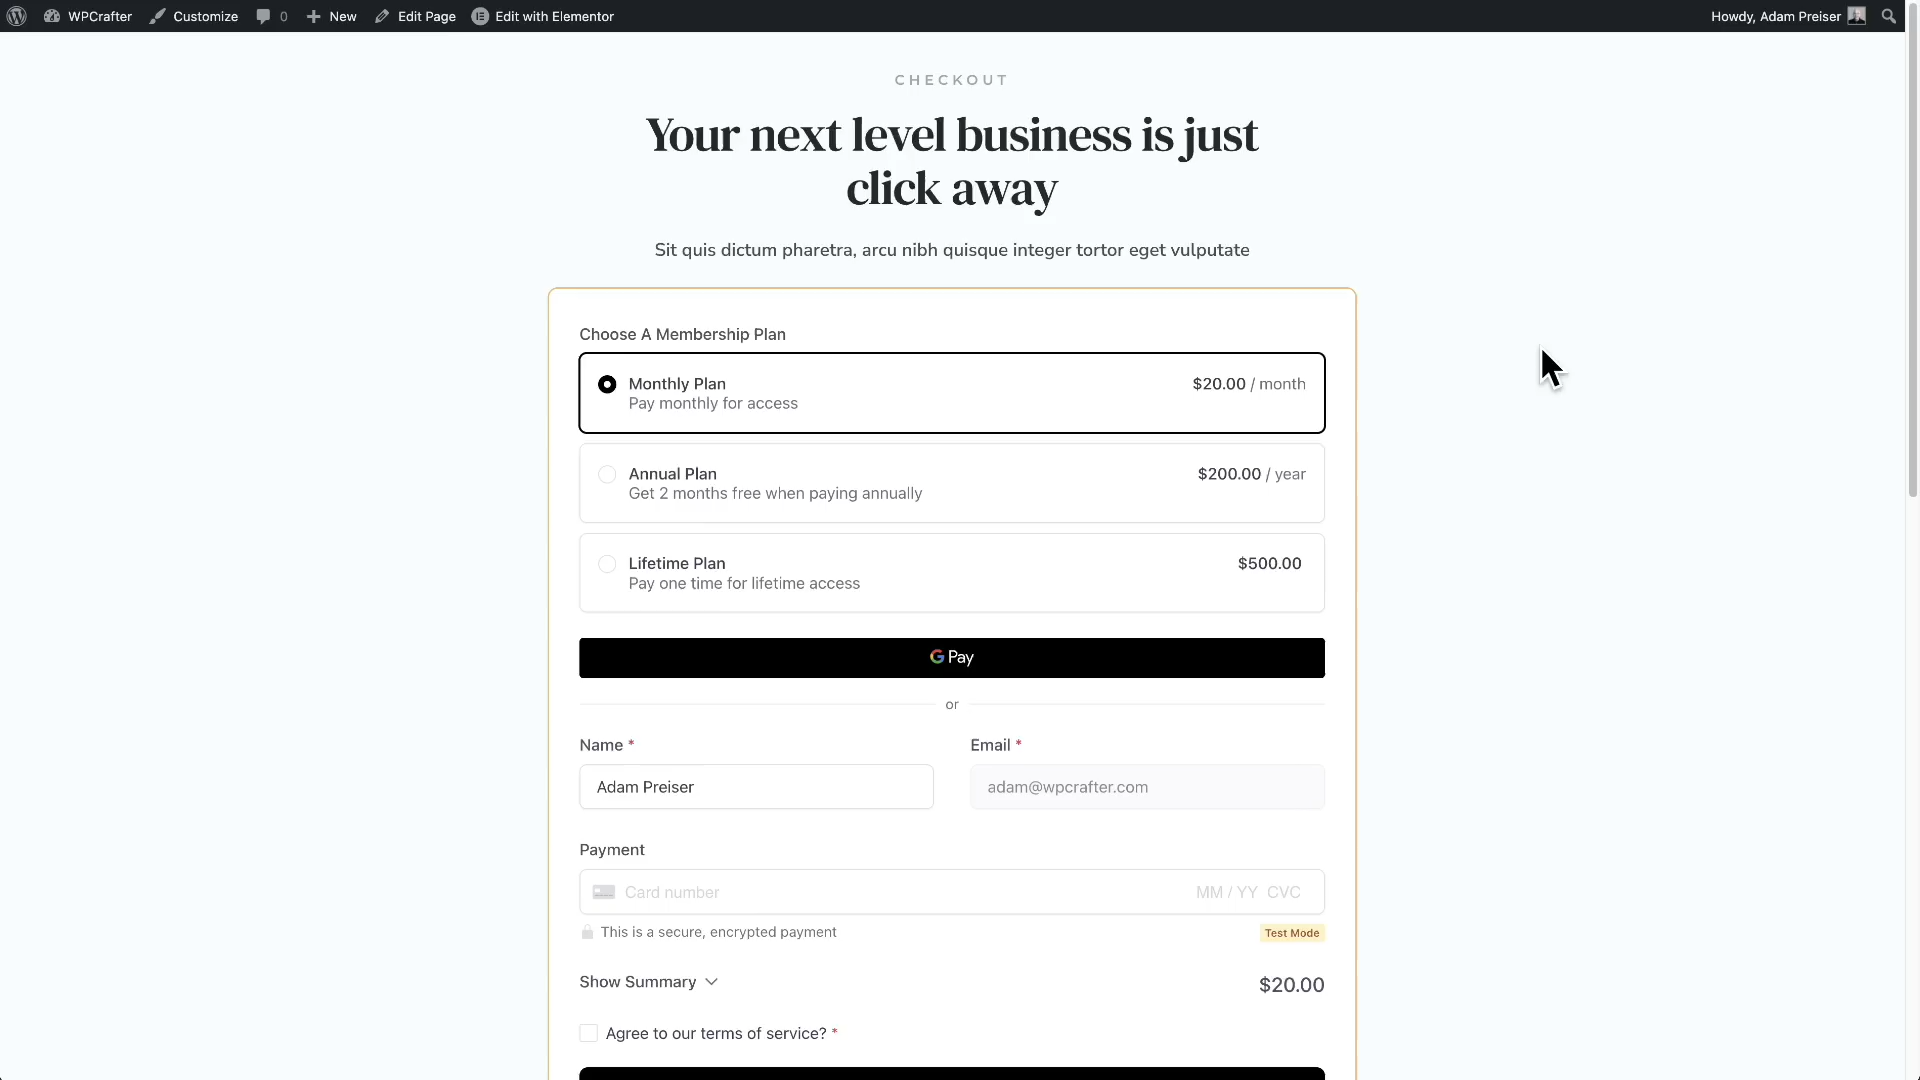 WPCrafter
Customize
0
New
Edit Page
Edit with Elementor
Howdy, Adam Preiser
CHECKOUT
Your next level business is just
click away
Sit quis dictum pharetra, arcu nibh quisque integer tortor eget vulputate
Choose A Membership Plan
Monthly Plan
$20.00 / month
Pay monthly for access
Annual Plan
$200.00 / year
Get 2 months free when paying annually
Lifetime Plan
$500.00
Pay one time for lifetime access
G Pay
or
Name *
Email *
Adam Preiser
adam@wpcrafter.com
Payment
Card number
MM / YY CVC
This is a secure, encrypted payment
Test Mode
Show Summary
$20.00
Agree to our terms of service? *